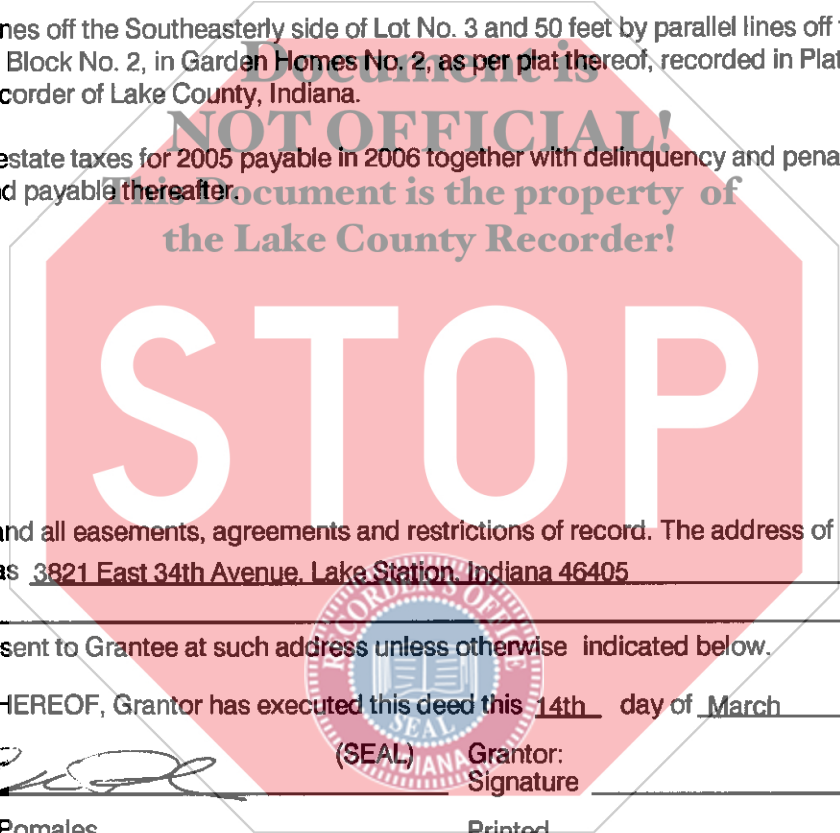 nes off the Southeasterly side of Lot No. 3 and 50 feet by parallel lines off
Block No. 2, in Garden Homes No. 2, as per plat thereof, recorded in Plat
corder of Lake County, Indiana.
Document is
NOT OFFICIAL!
estate taxes for 2005 payable in 2006 together with delinquency and pena
d payable thereafter.
This Document is the property of
the Lake County Recorder!
STOP
and all easements, agreements and restrictions of record. The address of
as 3821 East 34th Avenue, Lake Station, Indiana 46405
RECORDER'S OFFICE
sent to Grantee at such address unless otherwise indicated below.
HEREOF, Grantor has executed this deed this 14th day of March
SEAL
INDIANA
(SEAL) Grantor:
Signature
Pomales Printed